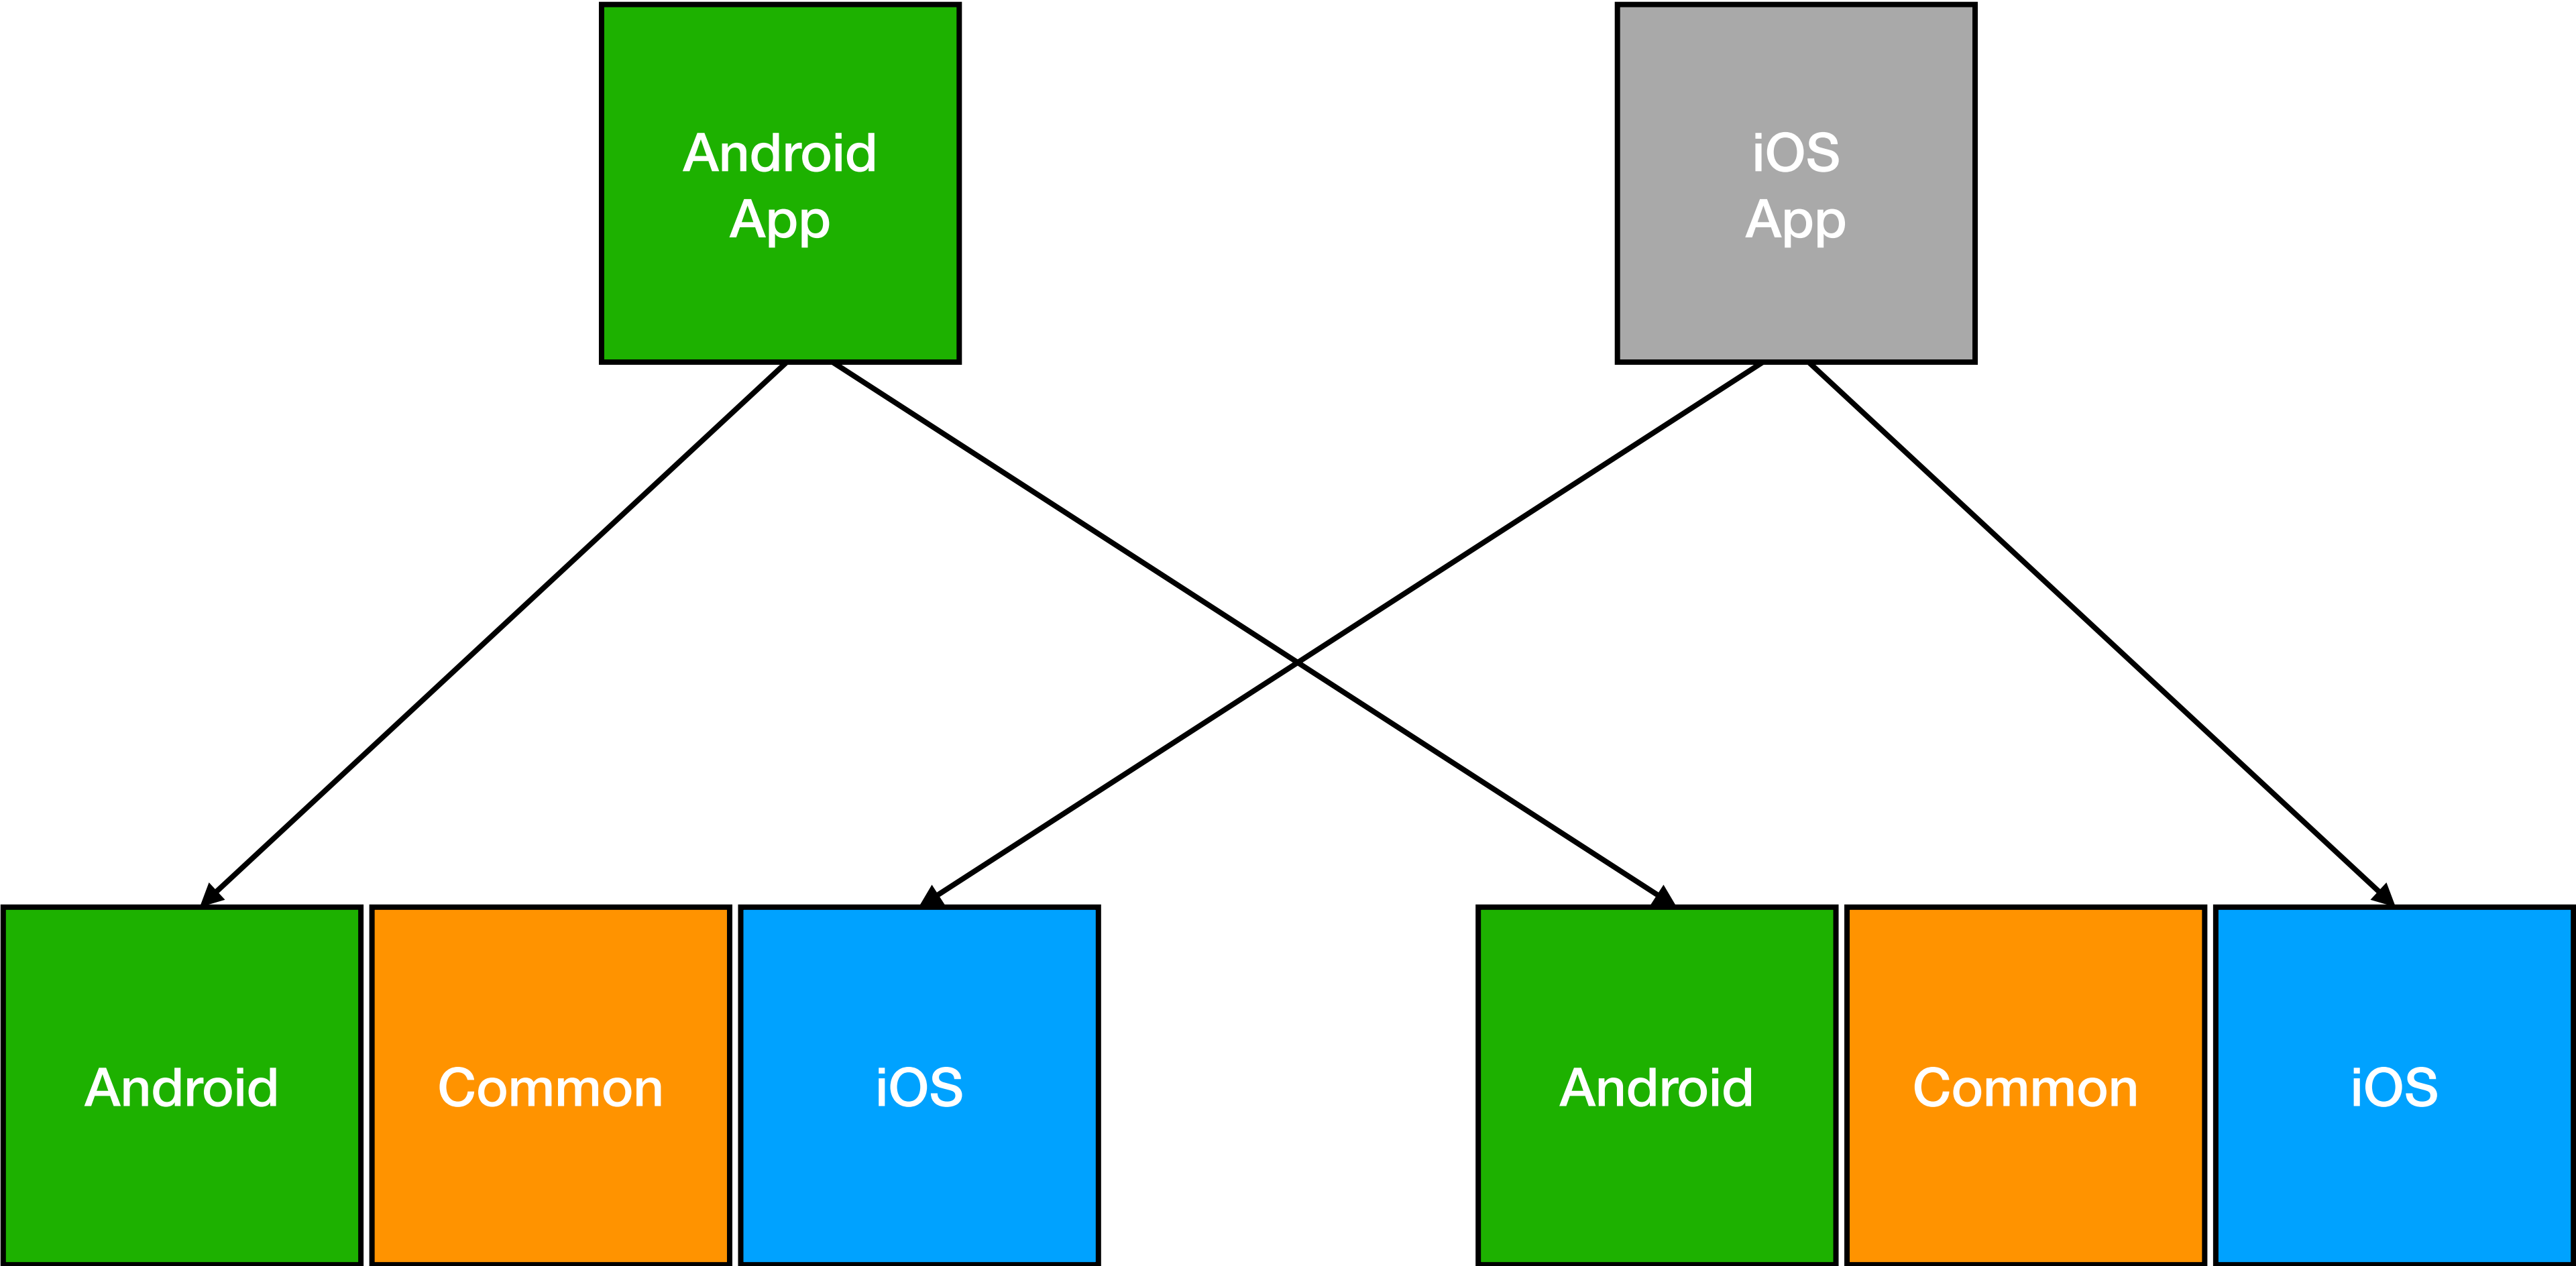 Android
App
iOS
App
Android
Common
iOS
Android
Common
iOS